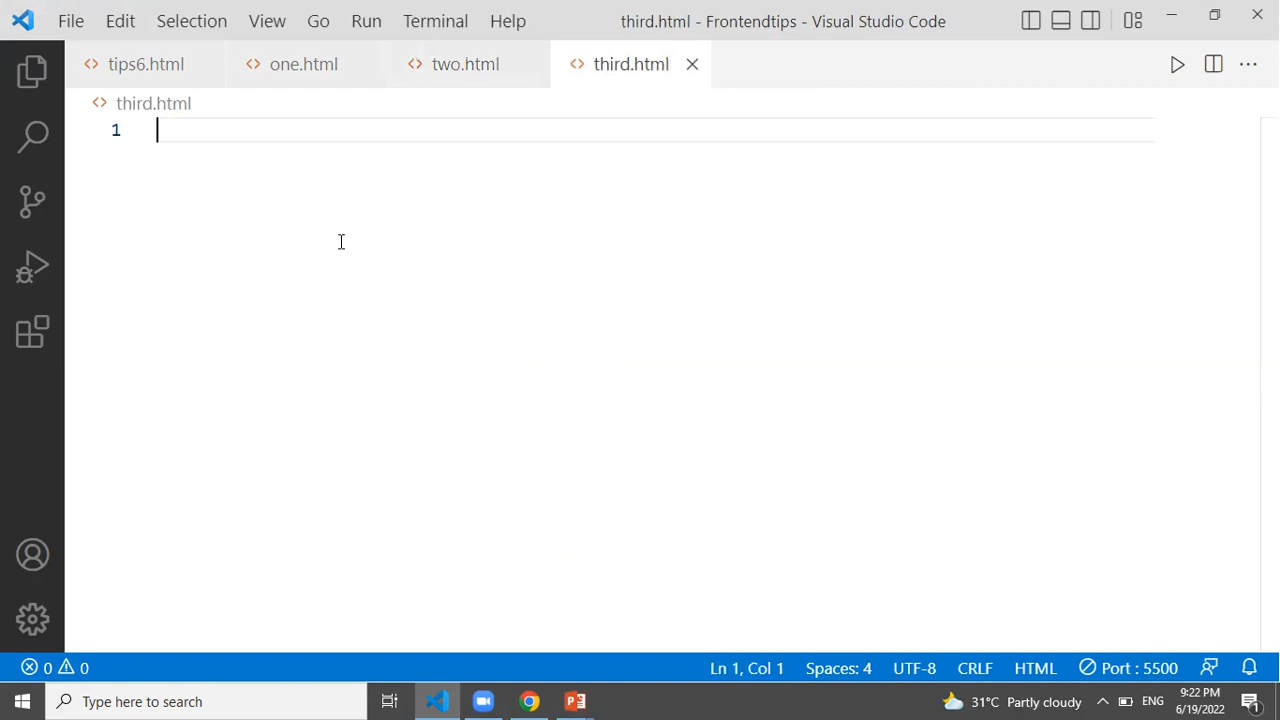 File Edit Selection View Go Run Terminal Help third.html - Frontendtips - Visual Studio Code
tips6.html one.html two.html third.html
third.html
1
0 0 Ln 1, Col 1 Spaces: 4 UTF-8 CRLF HTML Port : 5500
Type here to search 31°C Partly cloudy ENG 9:22 PM
6/19/2022 1